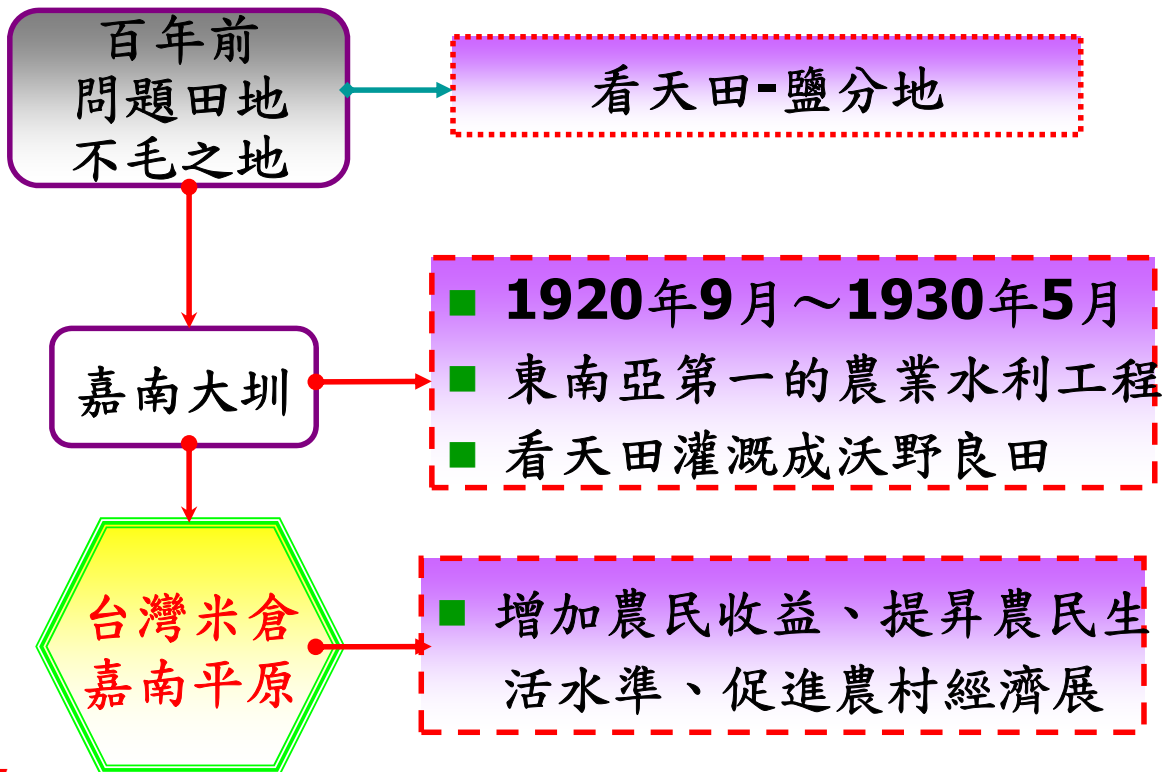 百年前
問題田地
不毛之地
看天田-鹽分地
嘉南大圳
■ 1920年9月～1930年5月
■ 東南亞第一的農業水利工程
■ 看天田灌溉成沃野良田
台灣米倉
嘉南平原
■ 增加農民收益、提昇農民生
活水準、促進農村經濟展